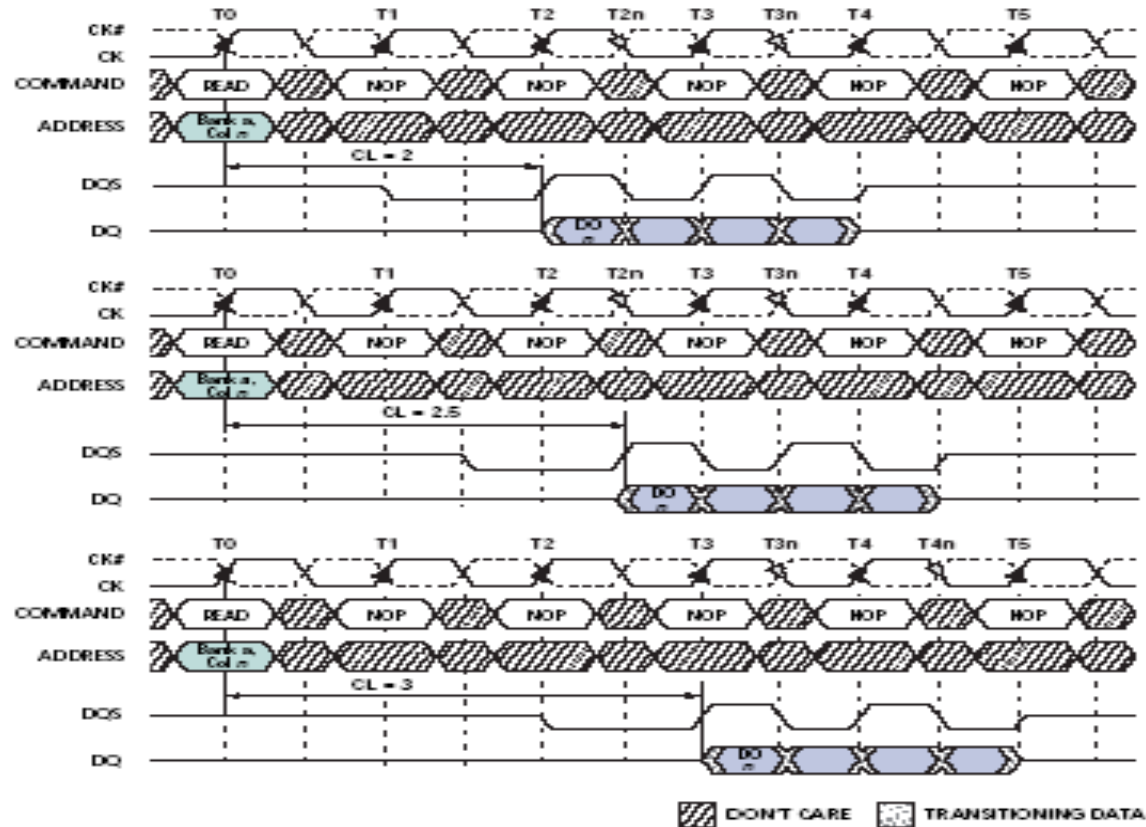 T0 T1 T2 T2n T3 T3n T4 T5
CK#
CK
COMMAND READ NOP NOP NOP NOP NOP
ADDRESS Bank a, Col n
CL = 2
DQS
DQ DO n
T0 T1 T2 T2n T3 T3n T4 T5
CK#
CK
COMMAND READ NOP NOP NOP NOP NOP
ADDRESS Bank a, Col n
CL = 2.5
DQS
DQ DO n
T0 T1 T2 T3 T3n T4 T4n T5
CK#
CK
COMMAND READ NOP NOP NOP NOP NOP
ADDRESS Bank a, Col n
CL = 3
DQS
DQ DO n
DON'T CARE TRANSITIONING DATA